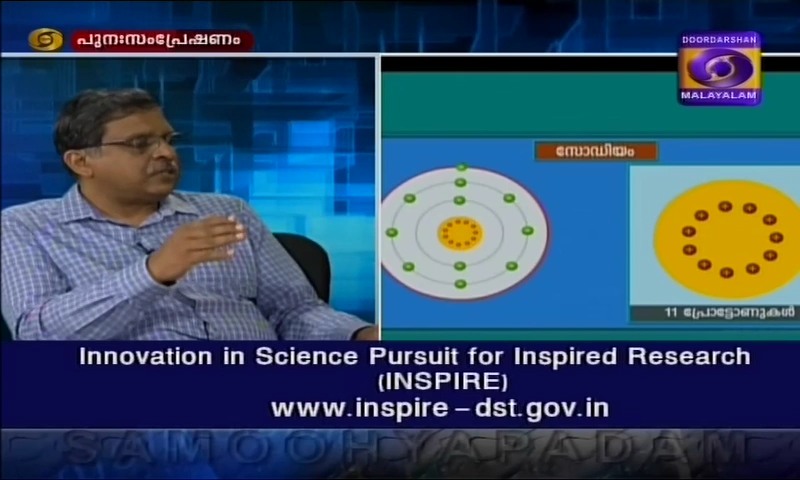 പുനഃസംപ്രേഷണം
DOORDARSHAN
MALAYALAM
സോഡിയം
11 പ്രോട്ടോണുകൾ
Innovation in Science Pursuit for Inspired Research
(INSPIRE)
www.inspire-dst.gov.in
SAMOOHYAPADAM